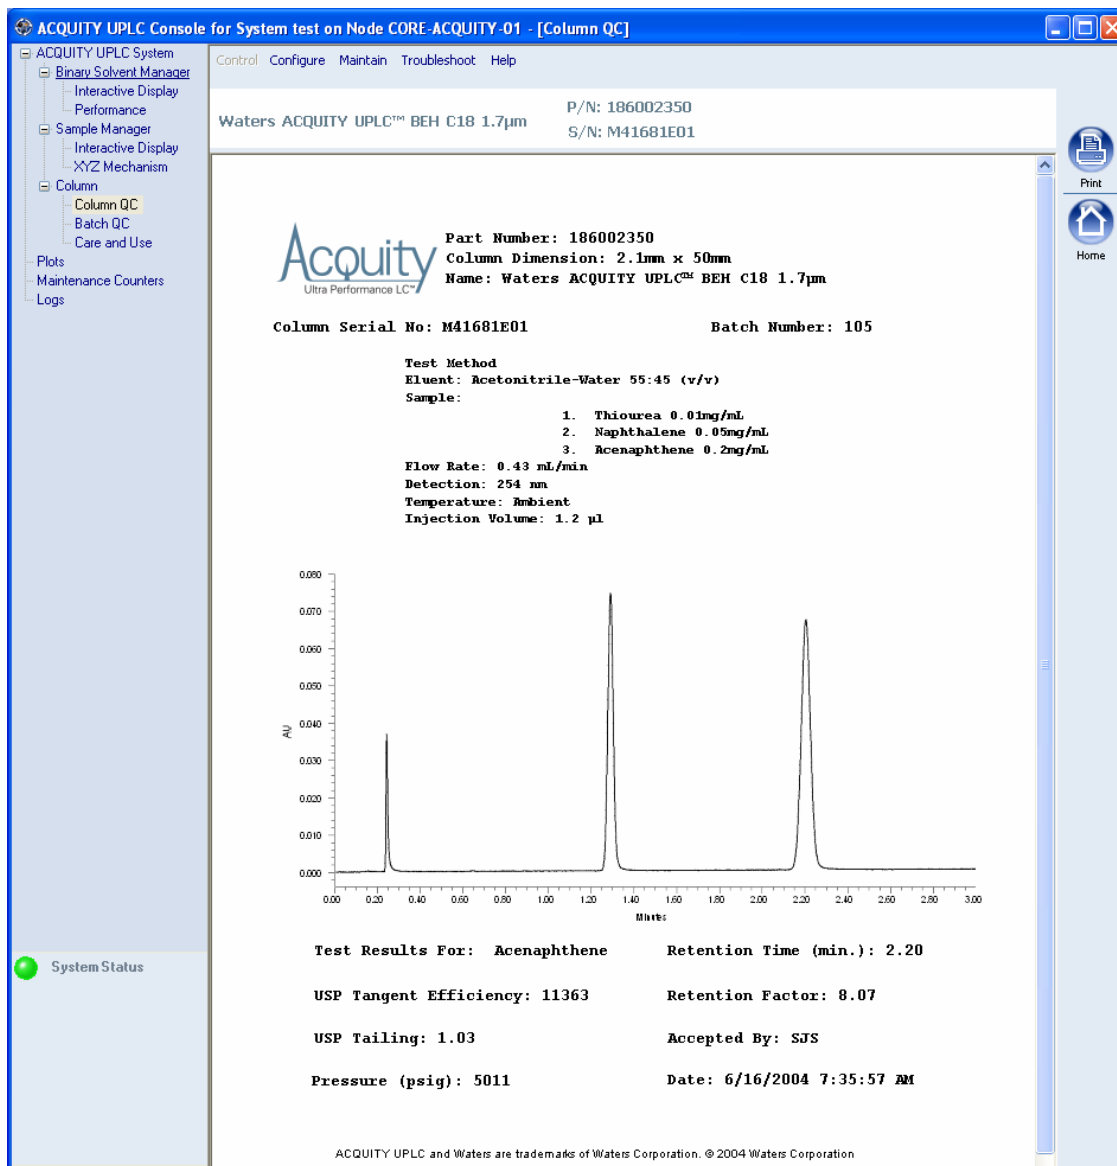 ACQUITY UPLC Console for System test on Node CORE-ACQUITY-01 - [Column QC]
ACQUITY UPLC System
Binary Solvent Manager
Interactive Display
Performance
Sample Manager
Interactive Display
XYZ Mechanism
Column
Column QC
Batch QC
Care and Use
Plots
Maintenance Counters
Logs
System Status
Control Configure Maintain Troubleshoot Help
Waters ACQUITY UPLC™ BEH C18 1.7µm
P/N: 186002350
S/N: M41681E01
Print
Home
Acquity
Ultra Performance LC™
Part Number: 186002350
Column Dimension: 2.1mm x 50mm
Name: Waters ACQUITY UPLC™ BEH C18 1.7µm
Column Serial No: M41681E01 Batch Number: 105
Test Method
Eluent: Acetonitrile-Water 55:45 (v/v)
Sample:
1. Thiourea 0.01mg/mL
2. Naphthalene 0.05mg/mL
3. Acenaphthene 0.2mg/mL
Flow Rate: 0.43 mL/min
Detection: 254 nm
Temperature: Ambient
Injection Volume: 1.2 µl
0.080
0.070
0.060
0.050
0.040
0.030
0.020
0.010
0.000
AU
0.00 0.20 0.40 0.60 0.80 1.00 1.20 1.40 1.60 1.80 2.00 2.20 2.40 2.60 2.80 3.00
Minutes
Test Results For: Acenaphthene Retention Time (min.): 2.20
USP Tangent Efficiency: 11363 Retention Factor: 8.07
USP Tailing: 1.03 Accepted By: SJS
Pressure (psig): 5011 Date: 6/16/2004 7:35:57 AM
ACQUITY UPLC and Waters are trademarks of Waters Corporation. © 2004 Waters Corporation